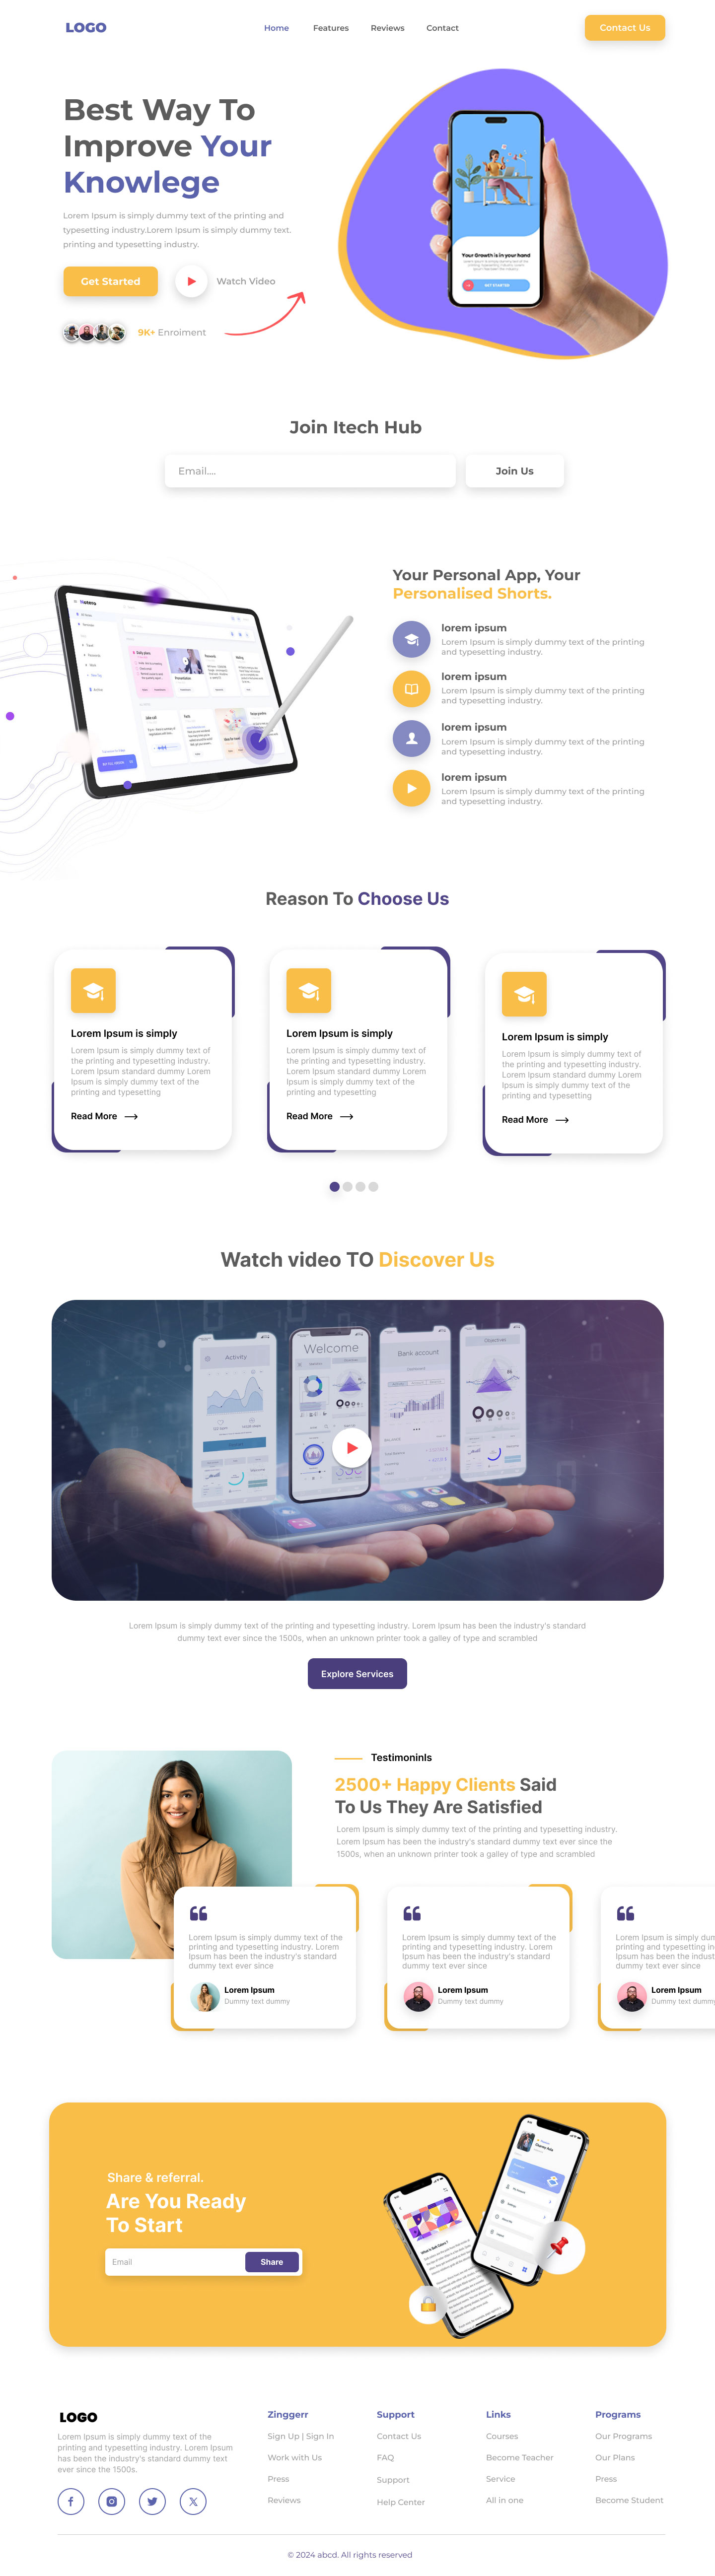 LOGO
Home Features Reviews Contact
Contact Us
Best Way To
Improve Your
Knowlege
Lorem Ipsum is simply dummy text of the printing and
typesetting industry.Lorem Ipsum is simply dummy text.
printing and typesetting industry.
Get Started
Watch Video
9K+ Enrolment
Your Growth is in your hand
GET STARTED
Join Itech Hub
Email....
Join Us
Your Personal App, Your
Personalised Shorts.
lorem ipsum
Lorem Ipsum is simply dummy text of the printing
and typesetting industry.
lorem ipsum
Lorem Ipsum is simply dummy text of the printing
and typesetting industry.
lorem ipsum
Lorem Ipsum is simply dummy text of the printing
and typesetting industry.
lorem ipsum
Lorem Ipsum is simply dummy text of the printing
and typesetting industry.
Reason To Choose Us
Lorem Ipsum is simply
Lorem Ipsum is simply dummy text of
the printing and typesetting industry.
Lorem Ipsum standard dummy Lorem
Ipsum is simply dummy text of the
printing and typesetting
Read More
Lorem Ipsum is simply
Lorem Ipsum is simply dummy text of
the printing and typesetting industry.
Lorem Ipsum standard dummy Lorem
Ipsum is simply dummy text of the
printing and typesetting
Read More
Lorem Ipsum is simply
Lorem Ipsum is simply dummy text of
the printing and typesetting industry.
Lorem Ipsum standard dummy Lorem
Ipsum is simply dummy text of the
printing and typesetting
Read More
Watch video TO Discover Us
Activity
Welcome
Bank account
Objectives
Lorem Ipsum is simply dummy text of the printing and typesetting industry. Lorem Ipsum has been the industry's standard
dummy text ever since the 1500s, when an unknown printer took a galley of type and scrambled
Explore Services
Testimoninls
2500+ Happy Clients Said
To Us They Are Satisfied
Lorem Ipsum is simply dummy text of the printing and typesetting industry.
Lorem Ipsum has been the industry's standard dummy text ever since the
1500s, when an unknown printer took a galley of type and scrambled
Lorem Ipsum is simply dummy text of the
printing and typesetting industry. Lorem
Ipsum has been the industry's standard
dummy text ever since
Lorem Ipsum
Dummy text dummy
Lorem Ipsum is simply dummy text of the
printing and typesetting industry. Lorem
Ipsum has been the industry's standard
dummy text ever since
Lorem Ipsum
Dummy text dummy
Lorem Ipsum is simply dum
printing and typesetting in
Ipsum has been the indust
dummy text ever since
Lorem Ipsum
Dummy text dummy
Share & referral.
Are You Ready
To Start
Email
Share
LOGO
Lorem Ipsum is simply dummy text of the
printing and typesetting industry. Lorem Ipsum
has been the industry's standard dummy text
ever since the 1500s.
Zinggerr
Sign Up | Sign In
Work with Us
Press
Reviews
Support
Contact Us
FAQ
Support
Help Center
Links
Courses
Become Teacher
Service
All in one
Programs
Our Programs
Our Plans
Press
Become Student
© 2024 abcd. All rights reserved